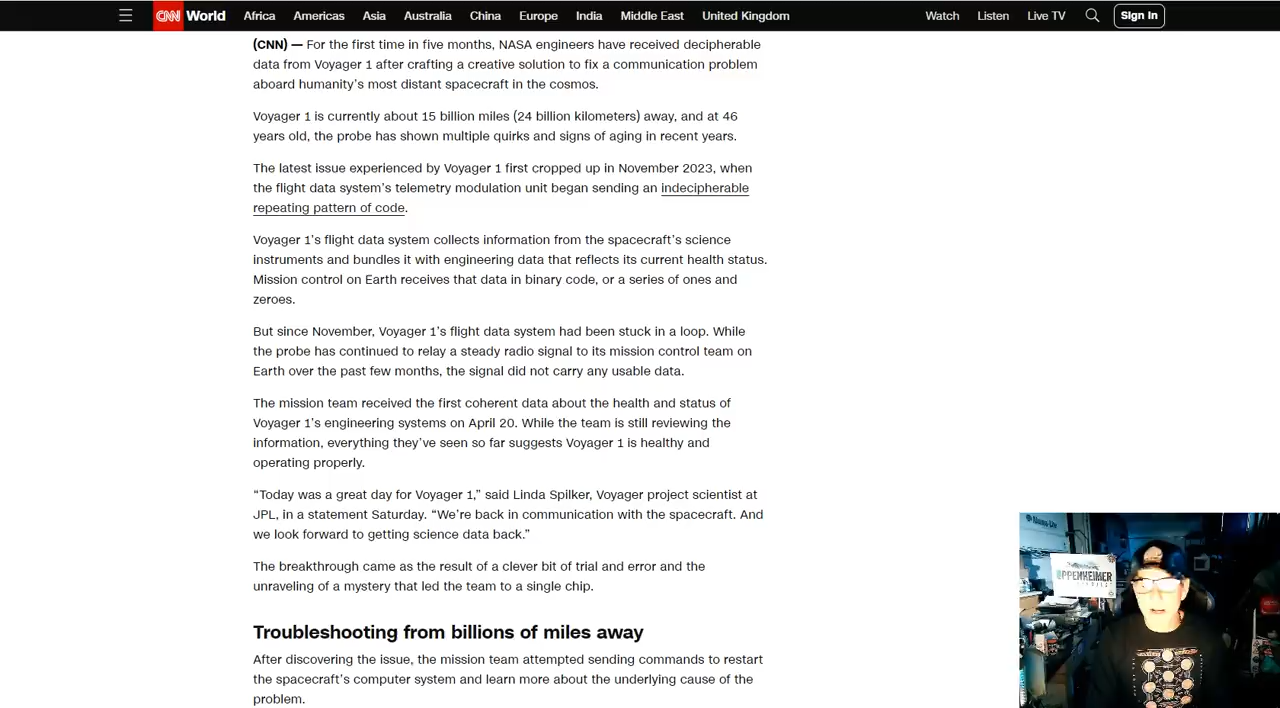 CNN World Africa Americas Asia Australia China Europe India Middle East United Kingdom Watch Listen Live TV Sign In
(CNN) — For the first time in five months, NASA engineers have received decipherable
data from Voyager 1 after crafting a creative solution to fix a communication problem
aboard humanity’s most distant spacecraft in the cosmos.
Voyager 1 is currently about 15 billion miles (24 billion kilometers) away, and at 46
years old, the probe has shown multiple quirks and signs of aging in recent years.
The latest issue experienced by Voyager 1 first cropped up in November 2023, when
the flight data system’s telemetry modulation unit began sending an indecipherable
repeating pattern of code.
Voyager 1’s flight data system collects information from the spacecraft’s science
instruments and bundles it with engineering data that reflects its current health status.
Mission control on Earth receives that data in binary code, or a series of ones and
zeroes.
But since November, Voyager 1’s flight data system had been stuck in a loop. While
the probe has continued to relay a steady radio signal to its mission control team on
Earth over the past few months, the signal did not carry any usable data.
The mission team received the first coherent data about the health and status of
Voyager 1’s engineering systems on April 20. While the team is still reviewing the
information, everything they’ve seen so far suggests Voyager 1 is healthy and
operating properly.
“Today was a great day for Voyager 1,” said Linda Spilker, Voyager project scientist at
JPL, in a statement Saturday. “We’re back in communication with the spacecraft. And
we look forward to getting science data back.”
The breakthrough came as the result of a clever bit of trial and error and the
unraveling of a mystery that led the team to a single chip.
Troubleshooting from billions of miles away
After discovering the issue, the mission team attempted sending commands to restart
the spacecraft’s computer system and learn more about the underlying cause of the
problem.
PPENHEIMER